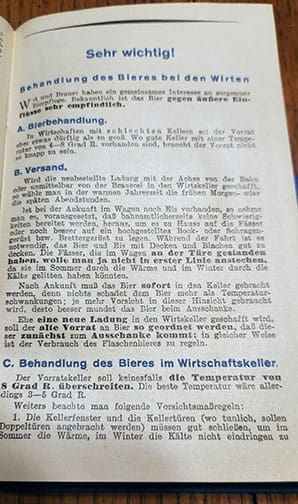 Sehr wichtig!
Behandlung des Bieres bei den Wirten
Wirt und Brauer haben ein gemeinsames Interesse an sorgsamer
Bierpflege. Bekanntlich ist das Bier gegen äußere Ein-
flüsse sehr empfindlich.
A. Bierbehandlung.
In Wirtschaften mit schlechten Kellern sei der Vorrat
eher etwas dürftig als zu groß. Wo gute Keller mit einer Tempe-
ratur von 4—8 Grad R. vorhanden sind, braucht der Vorrat nicht
so knapp zu sein.
B. Versand.
Wird die neubestellte Ladung mit der Achse von der Bahn
oder unmittelbar von der Brauerei in den Wirtskeller geschafft,
so wähle man in der warmen Jahreszeit die frühen Morgen- oder
die späten Abendstunden.
Ist bei der Ankunft im Wagen noch Eis vorhanden, so nehme
man es, vorausgesetzt, daß bahnamtlicherseits keine Schwierig-
keiten bereitet werden, heraus, um es zu Haus auf die Fässer
oder noch besser auf ein hochgestelltes Bock- oder Schragen-
gerüst bzw. Brettergerüst zu legen. Während der Fahrt ist es
notwendig, das Bier und Eis mit Decken und Blachen gut zu
decken. Die Fässer, die im Wagen an der Türe gestanden
haben, wolle man ja nicht in erster Linie anstechen,
da sie im Sommer durch die Wärme und im Winter durch die
Kälte gelitten haben könnten.
Nach Ankunft muß das Bier sofort in den Keller gebracht
werden, denn nichts schadet dem Bier mehr als Temperatur-
schwankungen; je mehr Vorsicht in dieser Hinsicht gebraucht
wird, desto besser mundet das Bier beim Ausschanke.
Ehe eine neue Ladung in den Wirtskeller geschafft wird,
soll der alte Vorrat an Bier so geordnet werden, daß die-
ser zunächst zum Ausschanke kommt; in gleicher Weise
ist der Verbrauch des Flaschenbieres zu regeln.
C. Behandlung des Bieres im Wirtschaftskeller.
Der Vorratskeller soll keinesfalls die Temperatur von
8 Grad R. überschreiten. Die beste Temperatur wäre aller-
dings 3—5 Grad R.
Weiters beachte man folgende Vorsichtsmaßregeln:
1. Die Kellerfenster und die Kellertüren (wo tunlich, sollen
Doppeltüren angebracht werden) müssen gut schließen, um im
Sommer die Wärme, im Winter die Kälte nicht eindringen zu